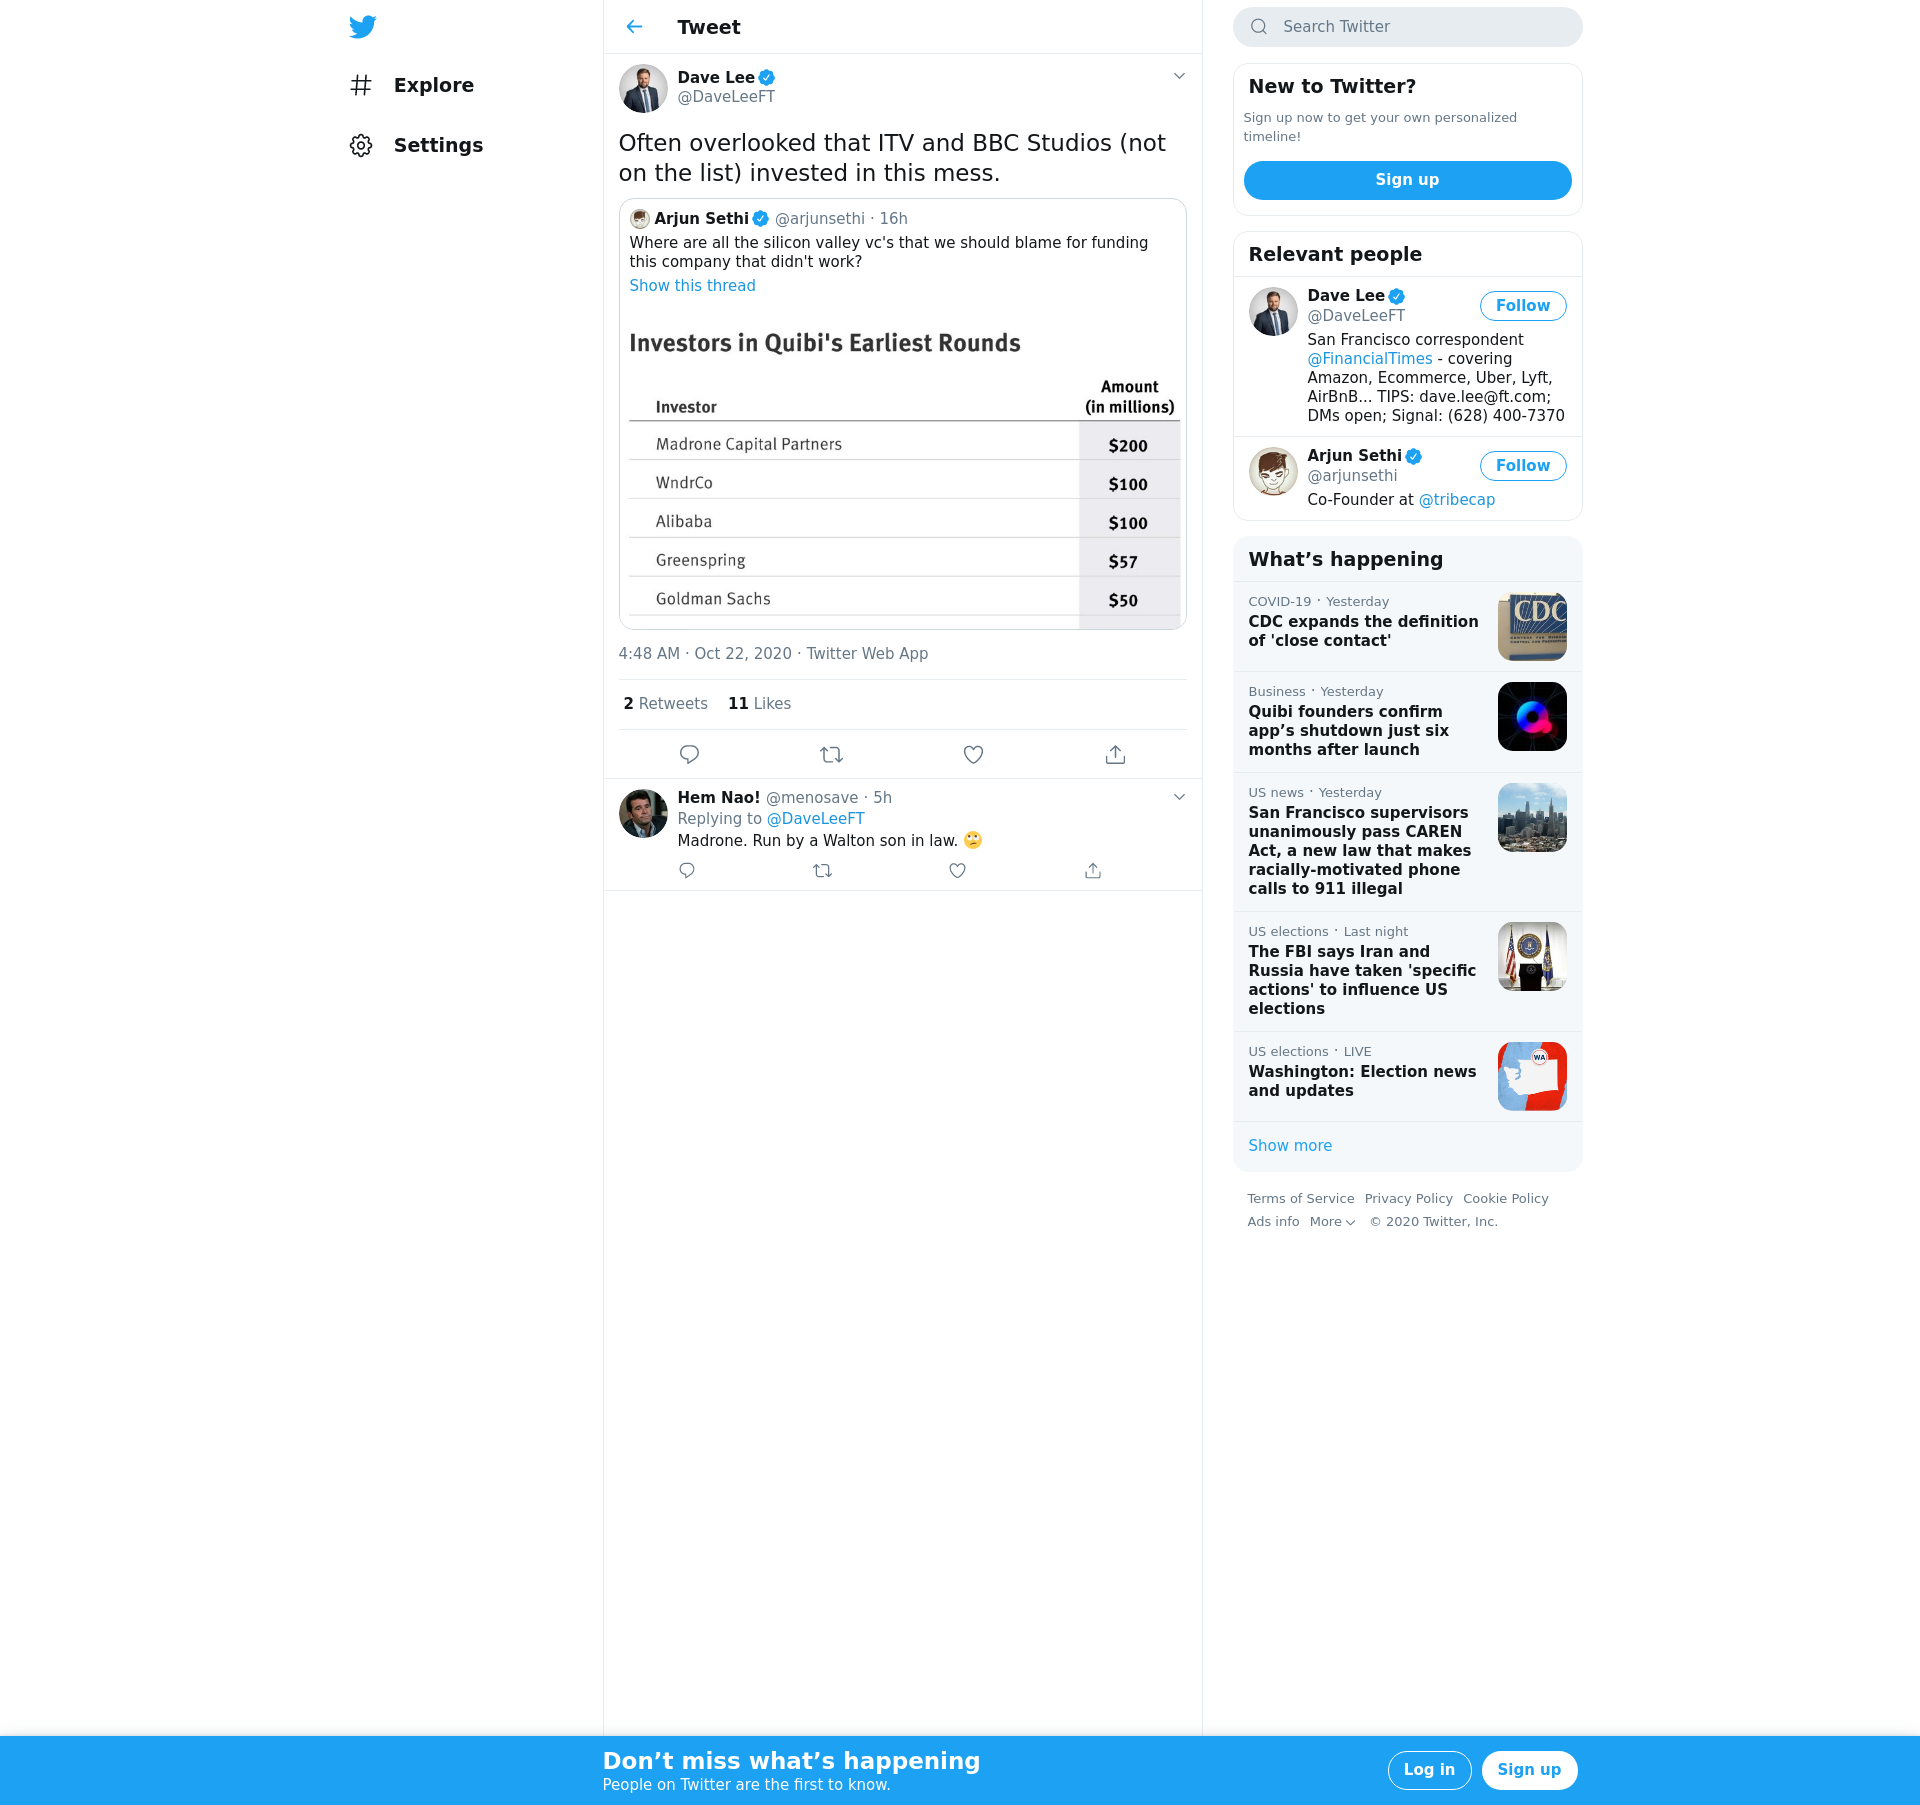 Explore
Settings
Tweet
Dave Lee
@DaveLeeFT
Often overlooked that ITV and BBC Studios (not
on the list) invested in this mess.
Arjun Sethi @arjunsethi · 16h
Where are all the silicon valley vc's that we should blame for funding
this company that didn't work?
Show this thread
Investors in Quibi's Earliest Rounds
Amount
Investor (in millions)
Madrone Capital Partners $200
WndrCo $100
Alibaba $100
Greenspring $57
Goldman Sachs $50
4:48 AM · Oct 22, 2020 · Twitter Web App
2 Retweets 11 Likes
Hem Nao! @menosave · 5h
Replying to @DaveLeeFT
Madrone. Run by a Walton son in law. 🙄
Search Twitter
New to Twitter?
Sign up now to get your own personalized
timeline!
Sign up
Relevant people
Dave Lee
@DaveLeeFT
Follow
San Francisco correspondent
@FinancialTimes - covering
Amazon, Ecommerce, Uber, Lyft,
AirBnB... TIPS: dave.lee@ft.com;
DMs open; Signal: (628) 400-7370
Arjun Sethi
@arjunsethi
Follow
Co-Founder at @tribecap
What’s happening
COVID-19 · Yesterday
CDC expands the definition
of 'close contact'
CDC
Business · Yesterday
Quibi founders confirm
app’s shutdown just six
months after launch
US news · Yesterday
San Francisco supervisors
unanimously pass CAREN
Act, a new law that makes
racially-motivated phone
calls to 911 illegal
US elections · Last night
The FBI says Iran and
Russia have taken 'specific
actions' to influence US
elections
US elections · LIVE
Washington: Election news
and updates
WA
Show more
Terms of Service Privacy Policy Cookie Policy
Ads info More © 2020 Twitter, Inc.
Don’t miss what’s happening
People on Twitter are the first to know.
Log in
Sign up